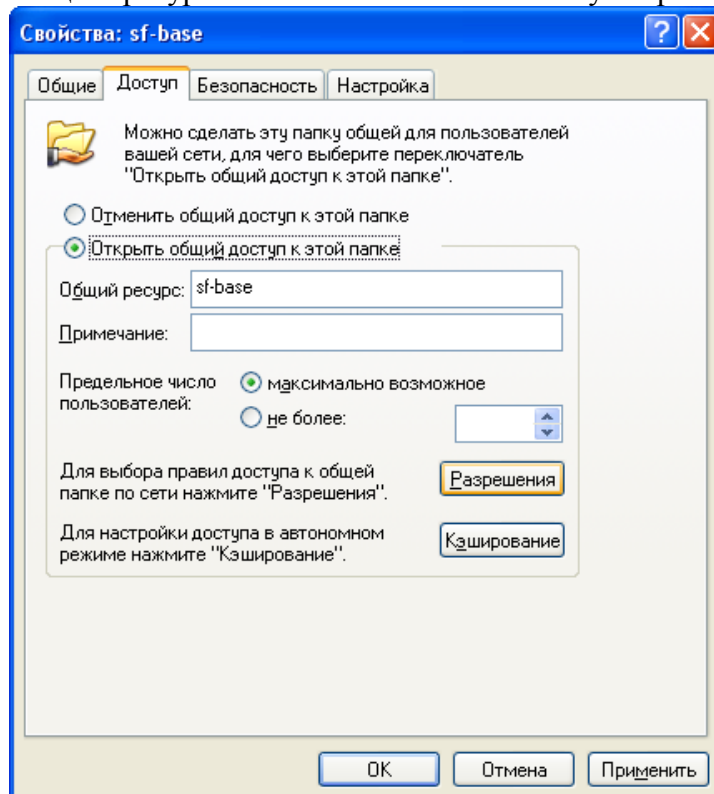 Свойства: sf-base
Общие Доступ Безопасность Настройка
Можно сделать эту папку общей для пользователей
вашей сети, для чего выберите переключатель
"Открыть общий доступ к этой папке".
Отменить общий доступ к этой папке
Открыть общий доступ к этой папке
Общий ресурс: sf-base
Примечание:
Предельное число
пользователей:
максимально возможное
не более:
Для выбора правил доступа к общей
папке по сети нажмите "Разрешения".
Разрешения
Для настройки доступа в автономном
режиме нажмите "Кэширование".
Кэширование
OK Отмена Применить